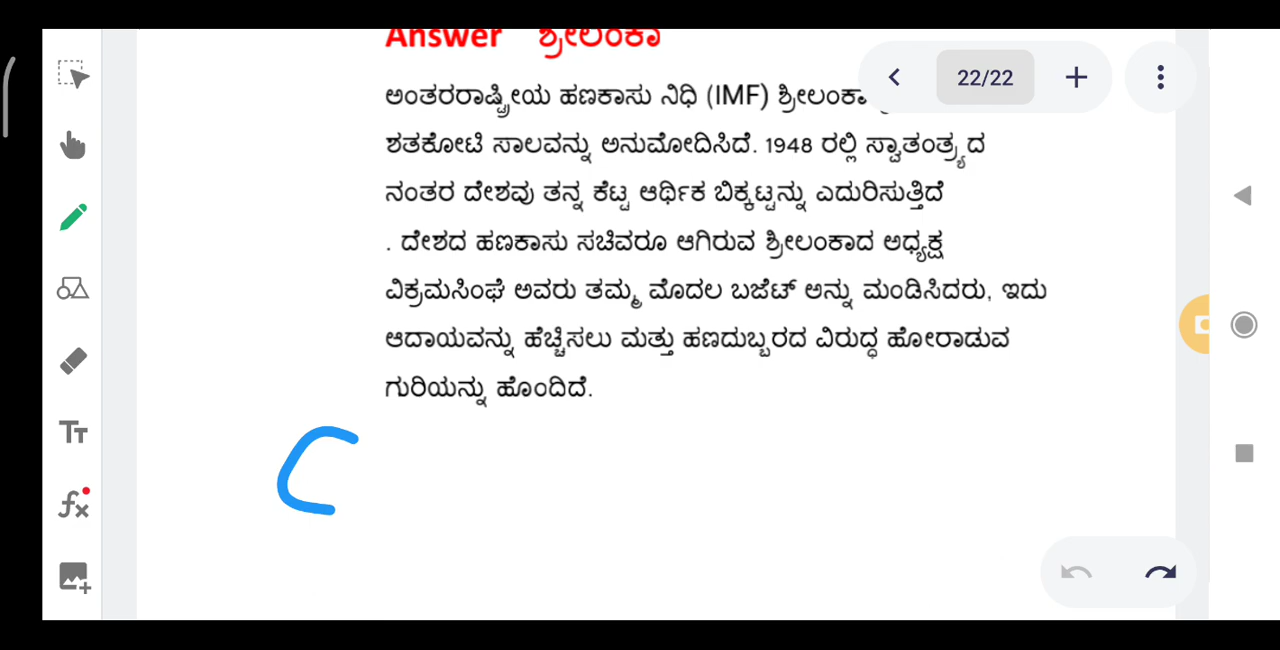 Answer ಶ್ರೀಲಂಕಾ
22/22
ಅಂತರರಾಷ್ಟ್ರೀಯ ಹಣಕಾಸು ನಿಧಿ (IMF) ಶ್ರೀಲಂಕಾ
ಶತಕೋಟಿ ಸಾಲವನ್ನು ಅನುಮೋದಿಸಿದೆ. 1948 ರಲ್ಲಿ ಸ್ವಾತಂತ್ರ್ಯದ
ನಂತರ ದೇಶವು ತನ್ನ ಕೆಟ್ಟ ಆರ್ಥಿಕ ಬಿಕ್ಕಟ್ಟನ್ನು ಎದುರಿಸುತ್ತಿದೆ
. ದೇಶದ ಹಣಕಾಸು ಸಚಿವರೂ ಆಗಿರುವ ಶ್ರೀಲಂಕಾದ ಅಧ್ಯಕ್ಷ
ವಿಕ್ರಮಸಿಂಘೆ ಅವರು ತಮ್ಮ ಮೊದಲ ಬಜೆಟ್ ಅನ್ನು ಮಂಡಿಸಿದರು, ಇದು
ಆದಾಯವನ್ನು ಹೆಚ್ಚಿಸಲು ಮತ್ತು ಹಣದುಬ್ಬರದ ವಿರುದ್ಧ ಹೋರಾಡುವ
ಗುರಿಯನ್ನು ಹೊಂದಿದೆ.
Tт
fx